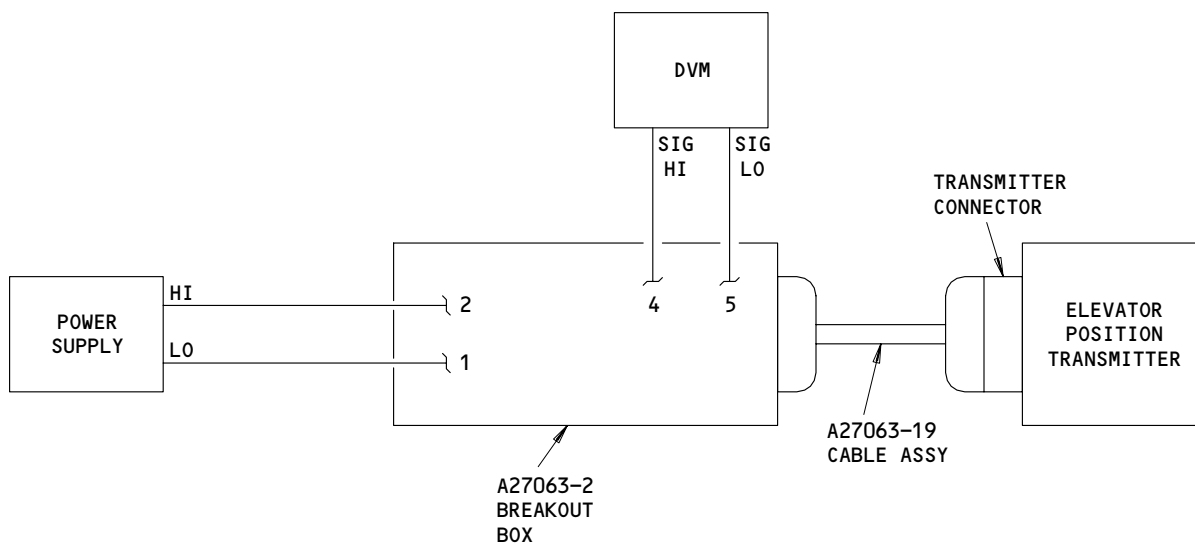 DVM
SIG
HI
SIG
LO
TRANSMITTER
CONNECTOR
HI
2
4
5
POWER
SUPPLY
LO
1
ELEVATOR
POSITION
TRANSMITTER
A27063-19
CABLE ASSY
A27063-2
BREAKOUT
BOX